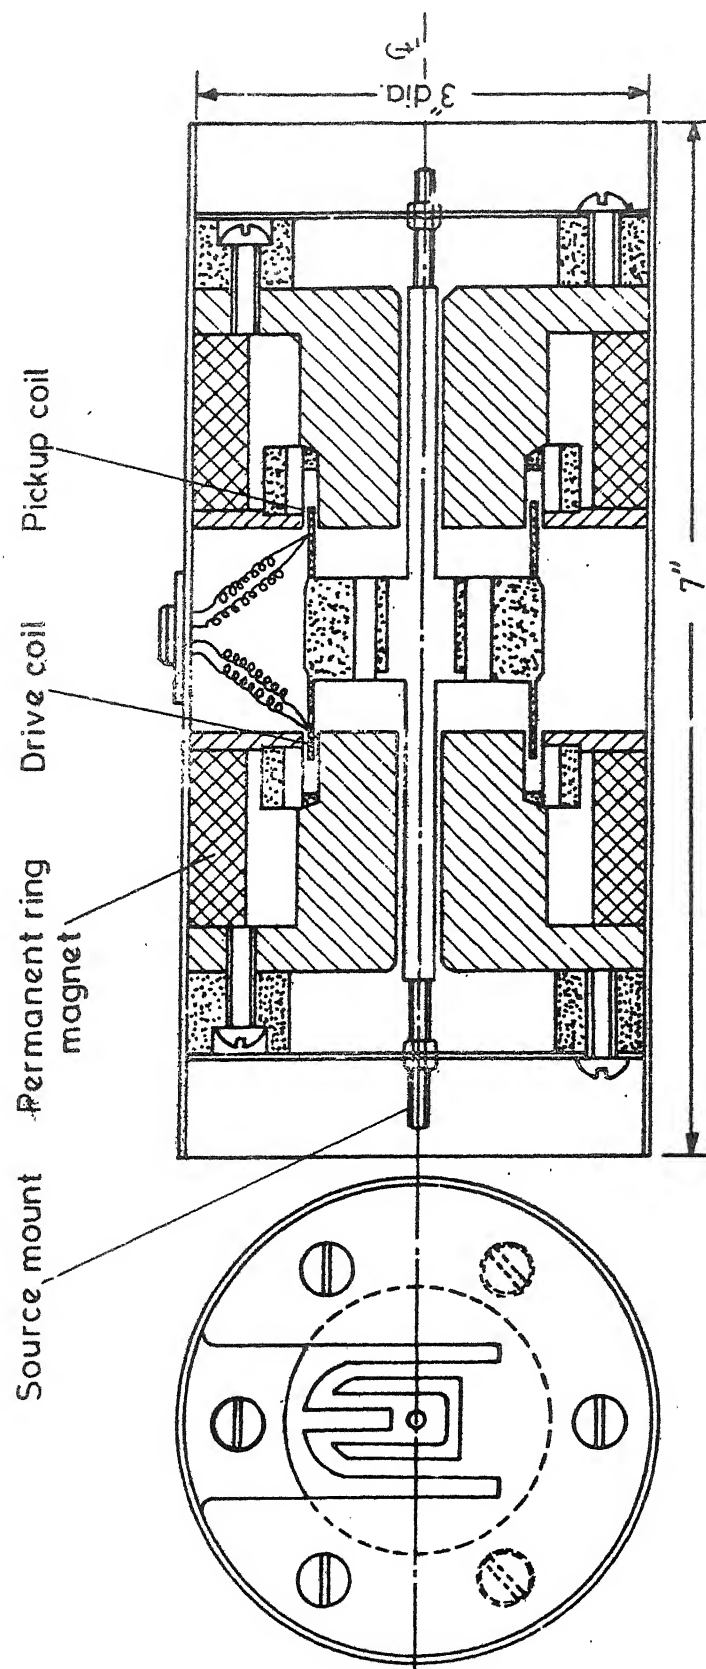 Source mount
Permanent ring
magnet
Drive coil
Pickup coil
3" dia.
7"